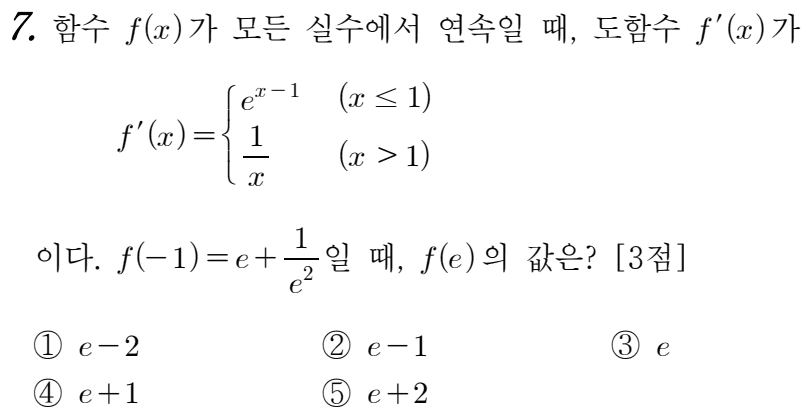 7. 함수 f(x)가 모든 실수에서 연속일 때, 도함수 f′(x)가
f′(x)= { e^{x-1} (x ≤ 1)
1/x (x > 1)
이다. f(-1)=e+1/e^2 일 때, f(e)의 값은? [3점]
① e-2 ② e-1 ③ e
④ e+1 ⑤ e+2